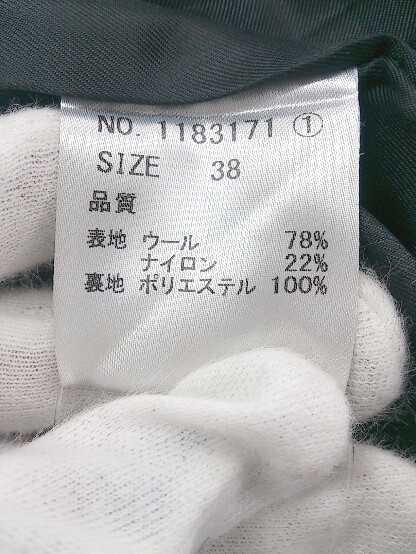 NO. 1183171 ①
SIZE 38
品質
表地 ウール 78%
ナイロン 22%
裏地 ポリエステル 100%